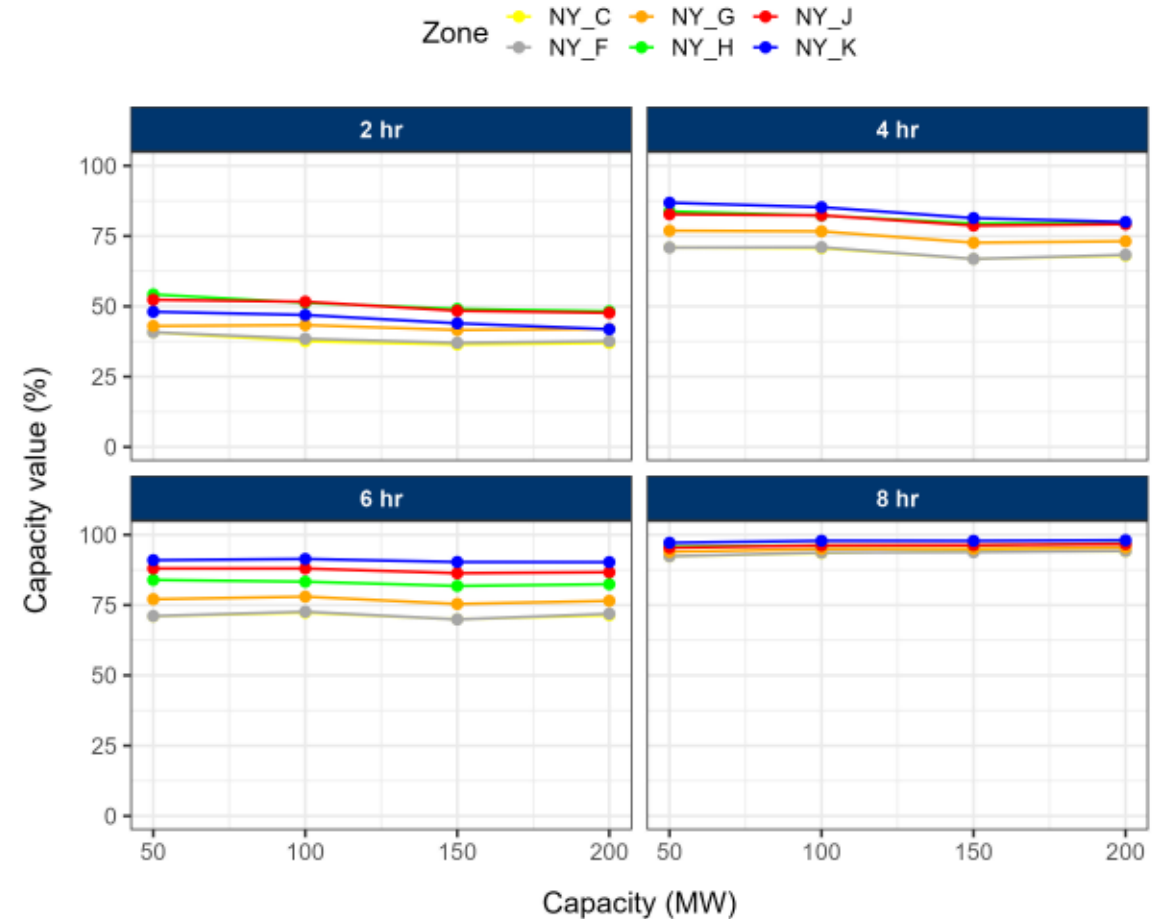 Zone
NY_C NY_G NY_J
NY_F NY_H NY_K
2 hr 4 hr
100
75
50
25
0
6 hr 8 hr
100
75
50
25
0
50 100 150 200 50 100 150 200
Capacity value (%)
Capacity (MW)